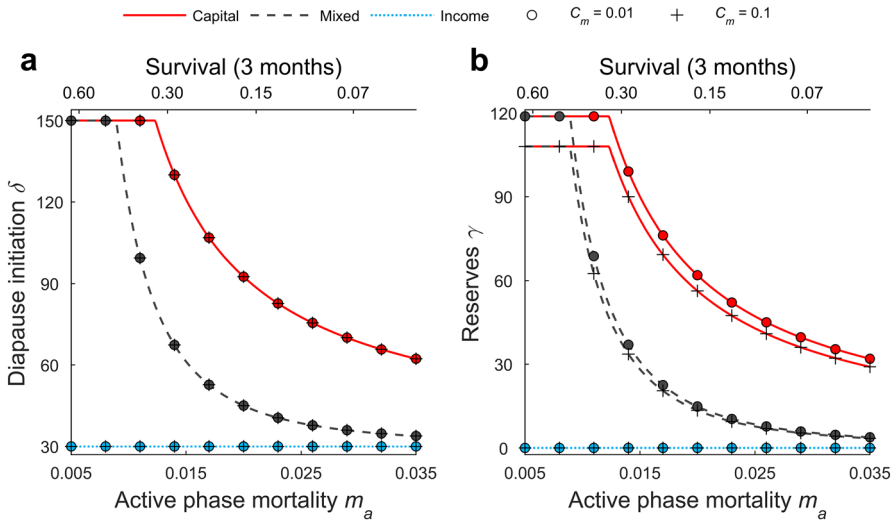 Capital Mixed Income C_m = 0.01 C_m = 0.1
a
Survival (3 months)
0.60 0.30 0.15 0.07
150
120
90
60
30
Diapause initiation δ
0.005 0.015 0.025 0.035
Active phase mortality m_a
b
Survival (3 months)
0.60 0.30 0.15 0.07
120
90
60
30
0
Reserves γ
0.005 0.015 0.025 0.035
Active phase mortality m_a